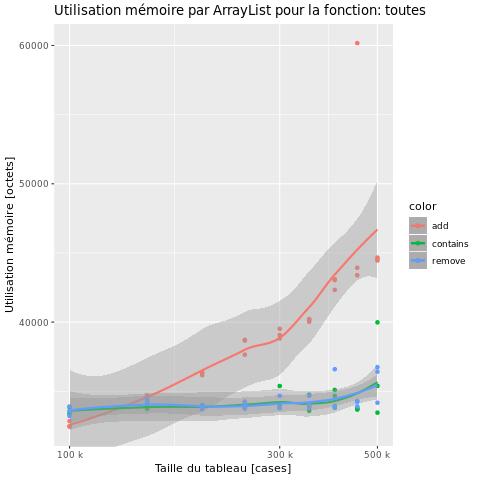 Utilisation mémoire par ArrayList pour la fonction: toutes
Utilisation mémoire [octets]
60000
50000
40000
100 k
300 k
500 k
Taille du tableau [cases]
color
add
contains
remove